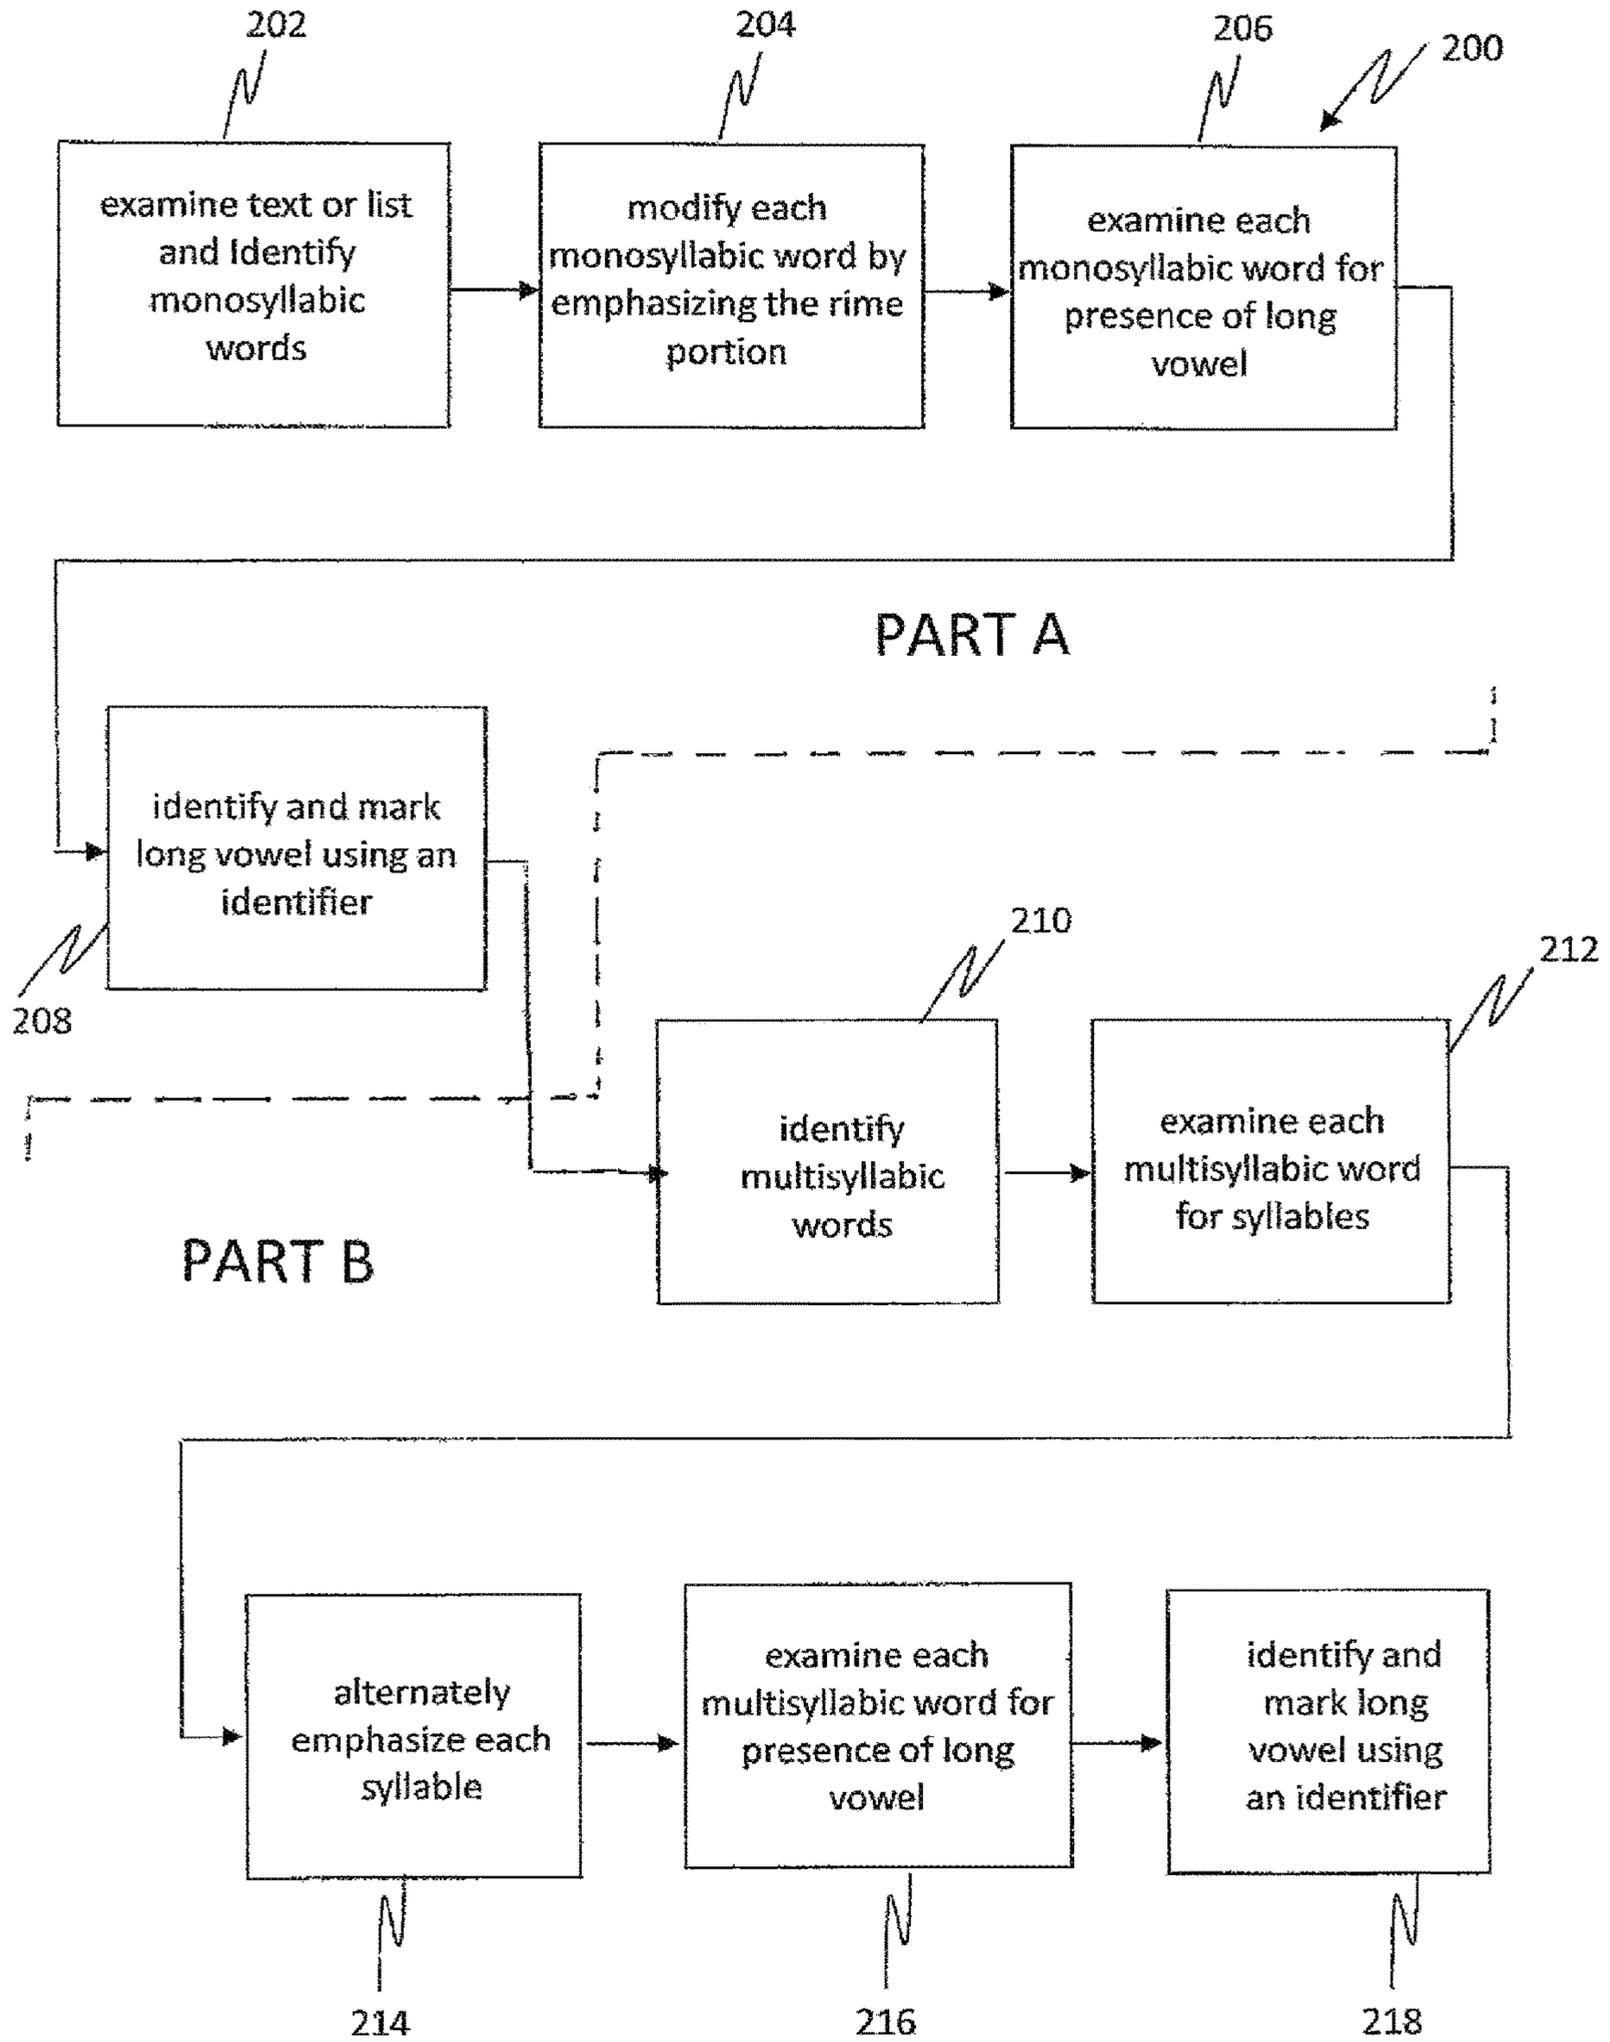 202
204
206
200
examine text or list
and Identify
monosyllabic
words
modify each
monosyllabic word by
emphasizing the rime
portion
examine each
monosyllabic word for
presence of long
vowel
PART A
identify and mark
long vowel using an
identifier
208
210
212
identify
multisyllabic
words
examine each
multisyllabic word
for syllables
PART B
alternately
emphasize each
syllable
examine each
multisyllabic word for
presence of long
vowel
identify and
mark long
vowel using
an identifier
214
216
218